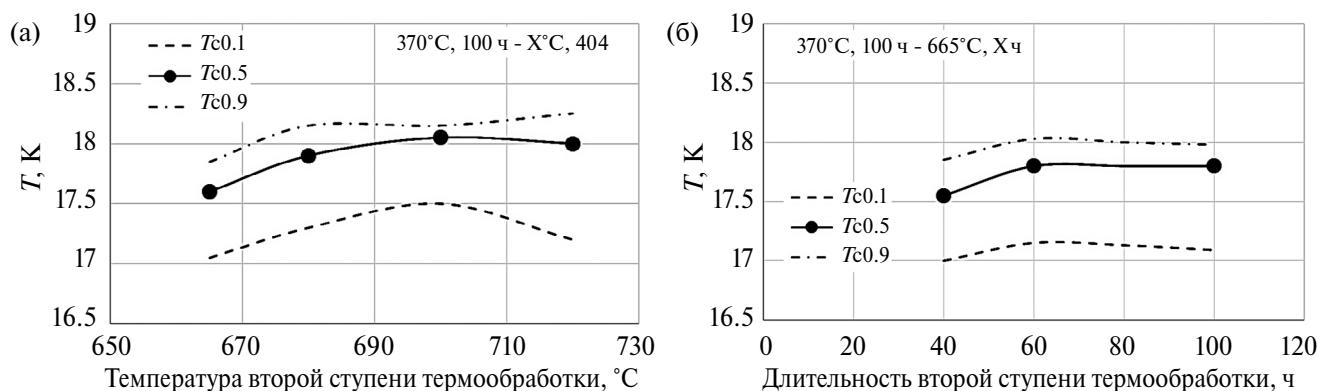 (а)
Tc0.1
Tc0.5
Tc0.9
370°C, 100 ч - X°C, 404
T, K
19
18.5
18
17.5
17
16.5
650
670
690
710
730
Температура второй ступени термообработки, °C
(б)
370°C, 100 ч - 665°C, Xч
Tc0.1
Tc0.5
Tc0.9
T, K
19
18.5
18
17.5
17
16.5
0
20
40
60
80
100
120
Длительность второй ступени термообработки, ч